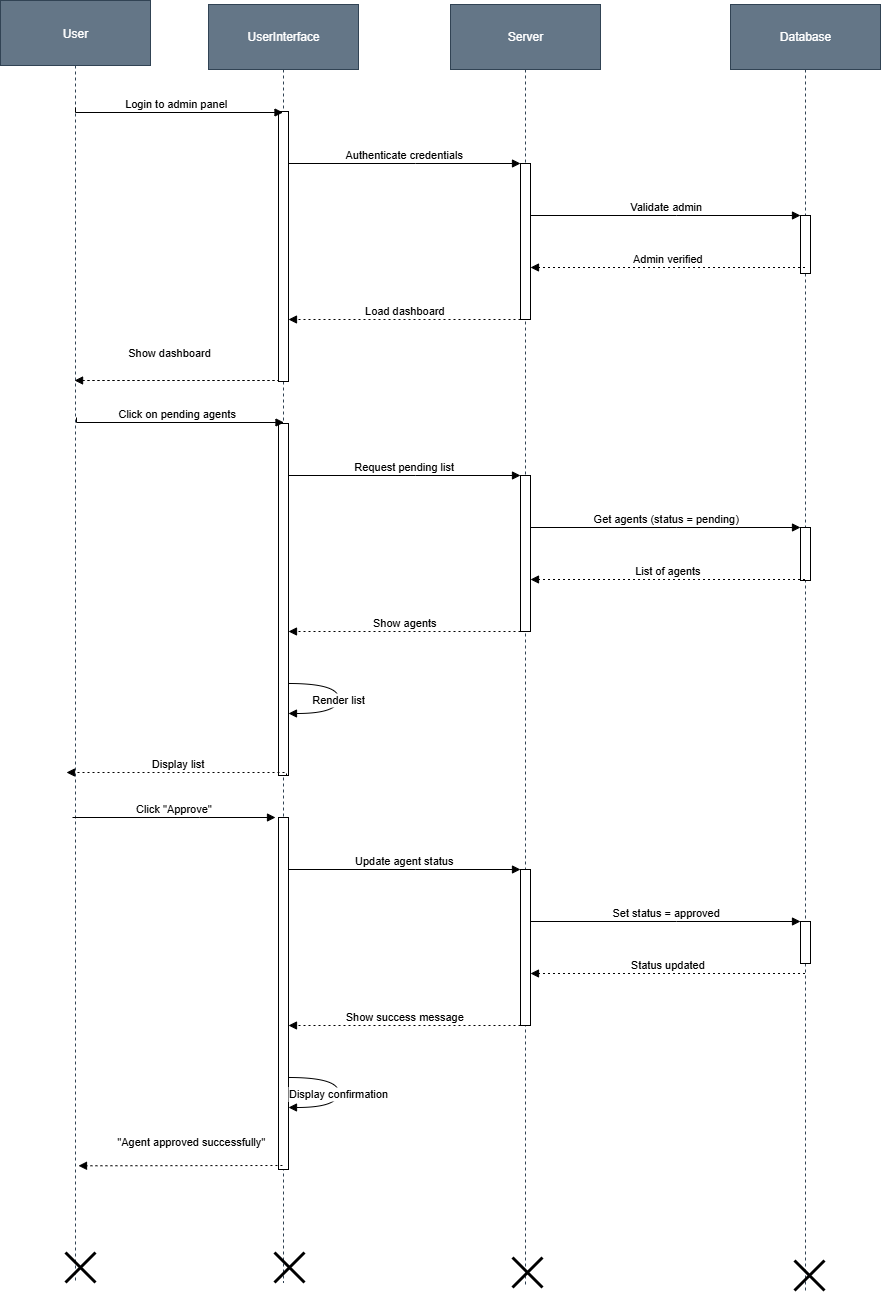 User
UserInterface
Server
Database
Login to admin panel
Authenticate credentials
Validate admin
Admin verified
Load dashboard
Show dashboard
Click on pending agents
Request pending list
Get agents (status = pending)
List of agents
Show agents
Render list
Display list
Click "Approve"
Update agent status
Set status = approved
Status updated
Show success message
Display confirmation
"Agent approved successfully"